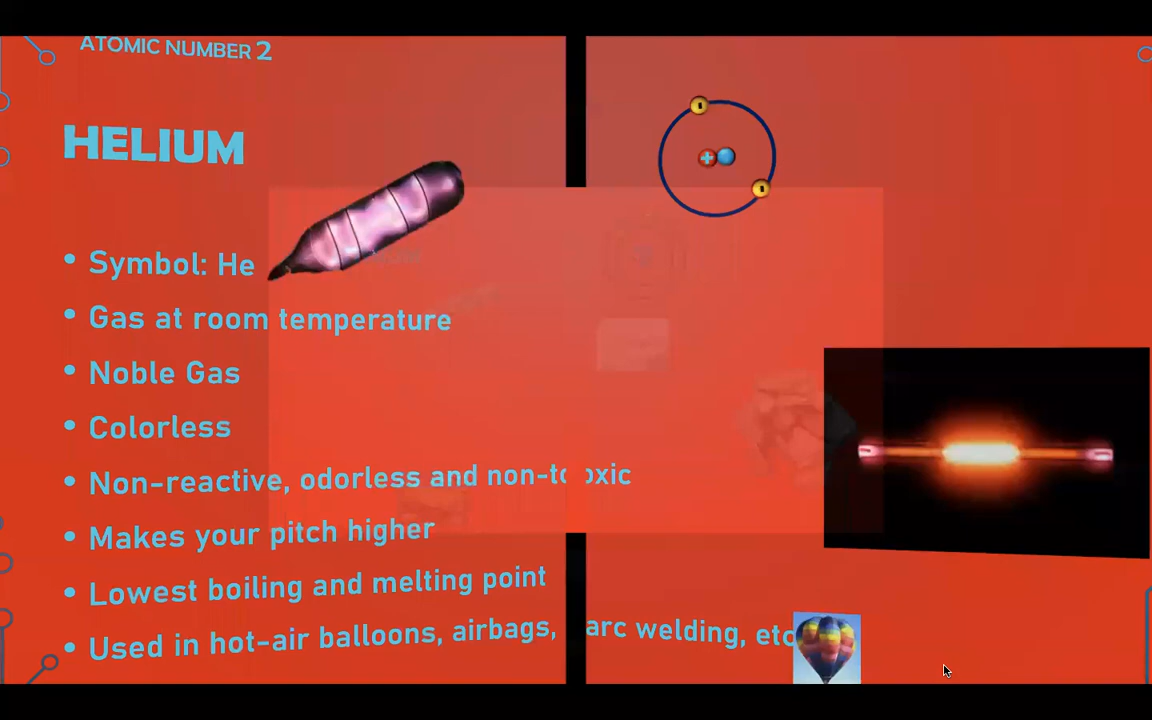 ATOMIC NUMBER 2
HELIUM
• Symbol: He
• Gas at room temperature
• Noble Gas
• Colorless
• Non-reactive, odorless and non-toxic
• Makes your pitch higher
• Lowest boiling and melting point
• Used in hot-air balloons, airbags, arc welding, etc